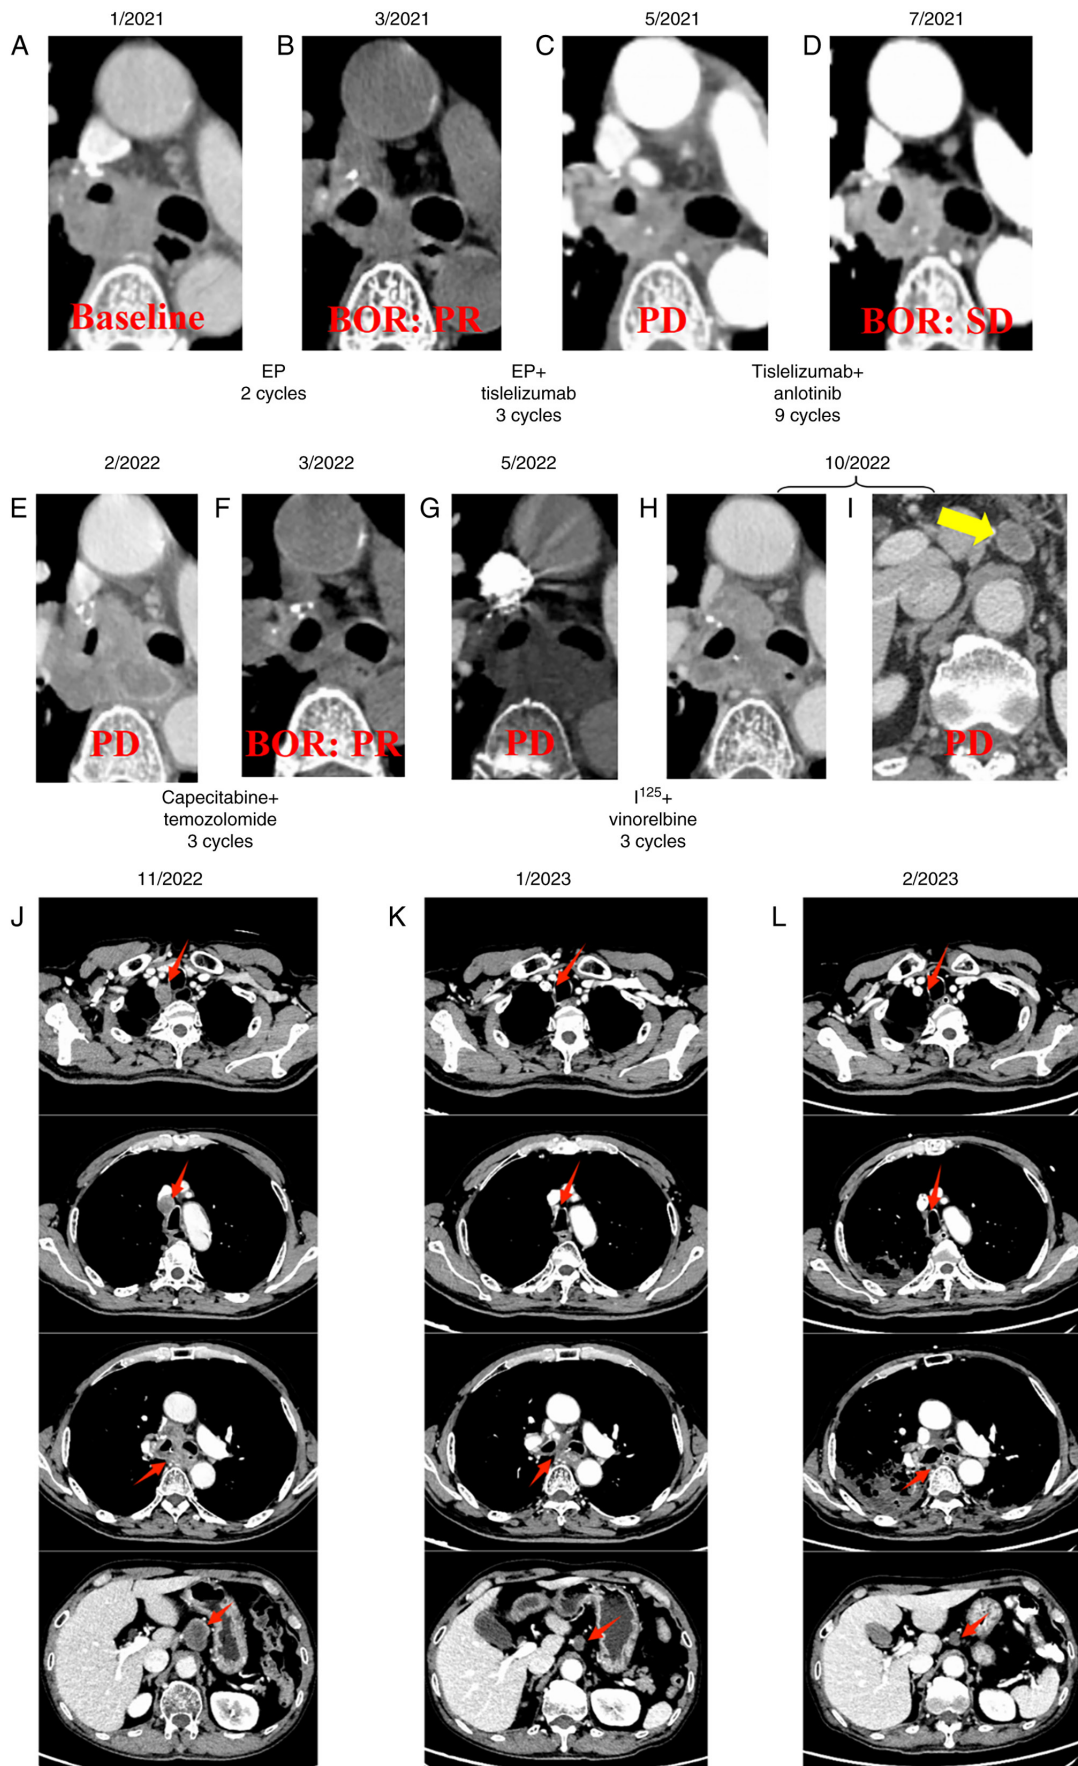 1/2021 3/2021 5/2021 7/2021
A B C D
Baseline BOR: PR PD BOR: SD
EP EP+ Tislelizumab+
2 cycles tislelizumab anlotinib
3 cycles 9 cycles
2/2022 3/2022 5/2022 10/2022
E F G H I
PD BOR: PR PD PD
Capecitabine+ I¹²⁵+
temozolomide vinorelbine
3 cycles 3 cycles
11/2022 1/2023 2/2023
J K L